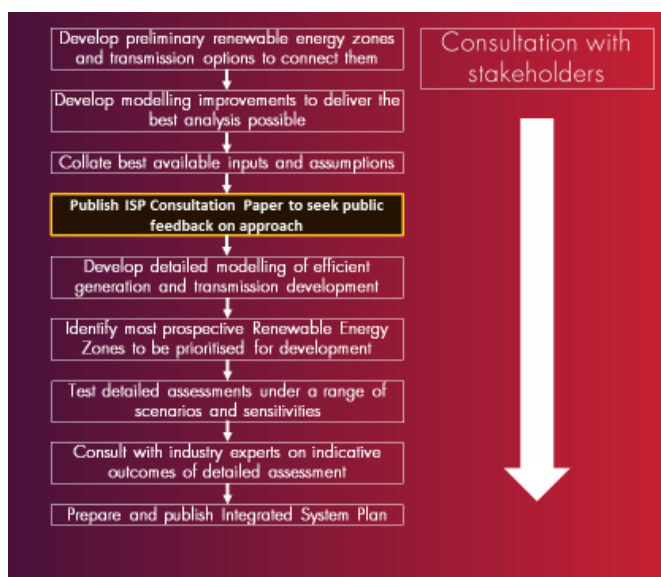 Develop preliminary renewable energy zones
and transmission options to connect them
Develop modelling improvements to deliver the
best analysis possible
Collate best available inputs and assumptions
Publish ISP Consultation Paper to seek public
feedback on approach
Develop detailed modelling of efficient
generation and transmission development
Identify most prospective Renewable Energy
Zones to be prioritised for development
Test detailed assessments under a range of
scenarios and sensitivities
Consult with industry experts on indicative
outcomes of detailed assessment
Prepare and publish Integrated System Plan
Consultation with
stakeholders